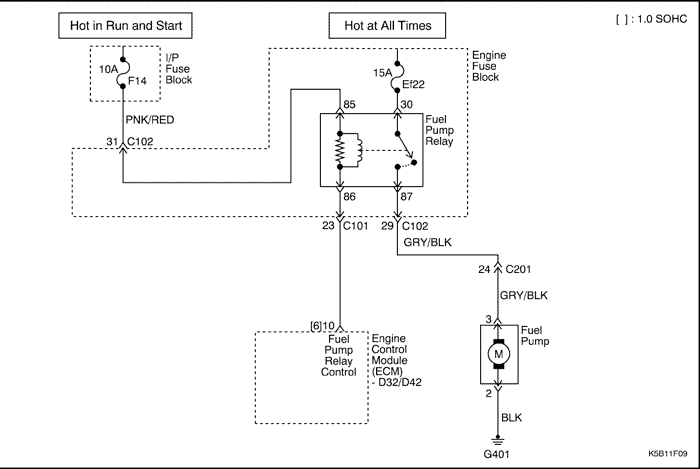 Hot in Run and Start
Hot at All Times
[ ] : 1.0 SOHC
10A
F14
I/P
Fuse
Block
15A
Ef22
Engine
Fuse
Block
PNK/RED
31
C102
85
30
Fuel
Pump
Relay
86
87
23
C101
29
C102
GRY/BLK
24
C201
GRY/BLK
[6]10
Fuel
Pump
Relay
Control
Engine
Control
Module
(ECM)
- D32/D42
3
Fuel
Pump
M
2
BLK
G401
K5B11F09